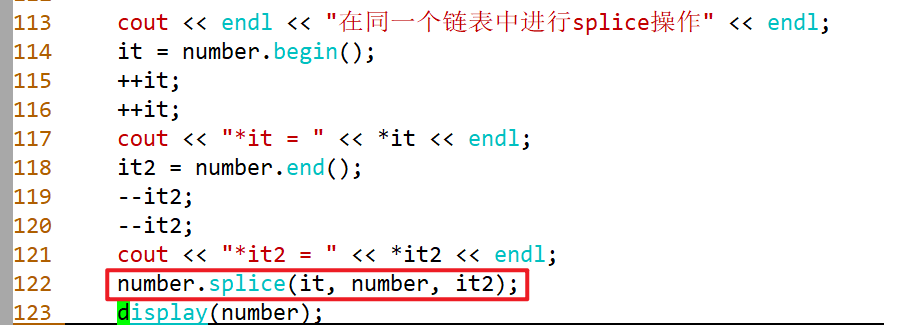 113 cout << endl << "在同一个链表中进行splice操作" << endl;
114 it = number.begin();
115 ++it;
116 ++it;
117 cout << "*it = " << *it << endl;
118 it2 = number.end();
119 --it2;
120 --it2;
121 cout << "*it2 = " << *it2 << endl;
122 number.splice(it, number, it2);
123 display(number);